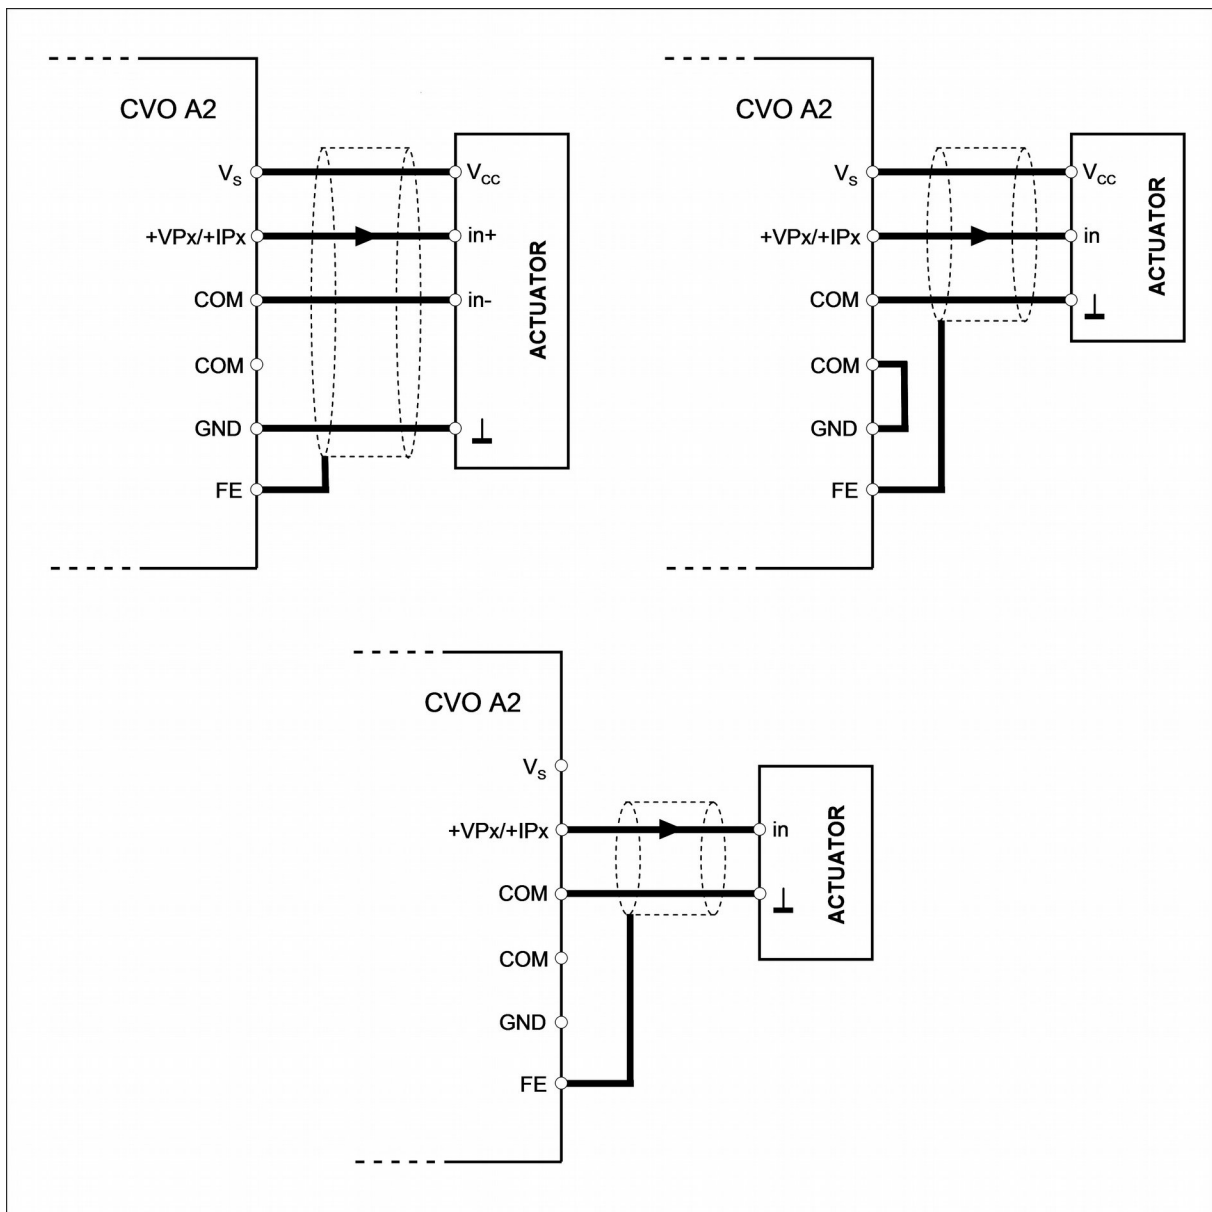 CVO A2
Vs
+VPx/+IPx
COM
COM
GND
FE
Vcc
in+
in-
ACTUATOR
CVO A2
Vs
+VPx/+IPx
COM
COM
GND
FE
Vcc
in
ACTUATOR
CVO A2
Vs
+VPx/+IPx
COM
COM
GND
FE
in
ACTUATOR